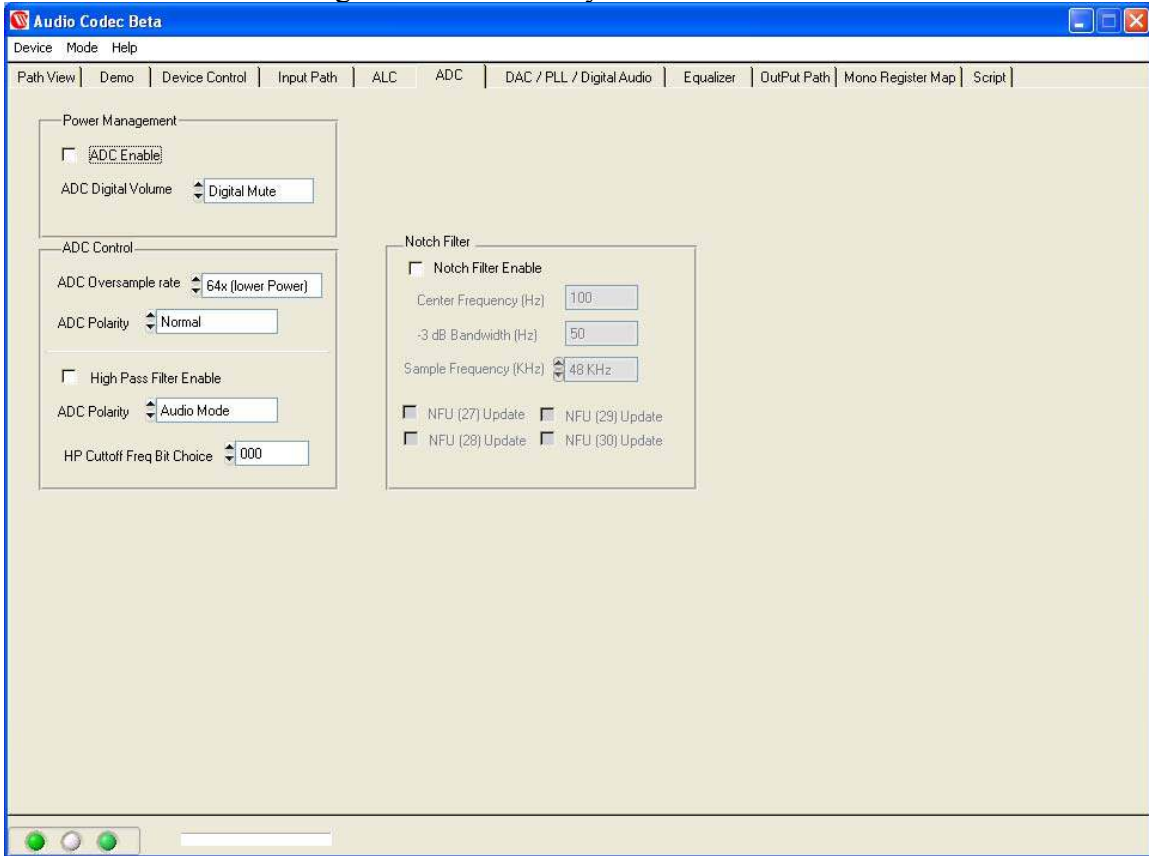 Audio Codec Beta
Device Mode Help
Path View Demo Device Control Input Path ALC ADC DAC / PLL / Digital Audio Equalizer OutPut Path Mono Register Map Script
Power Management
ADC Enable
ADC Digital Volume Digital Mute
ADC Control
ADC Oversample rate 64x (lower Power)
ADC Polarity Normal
High Pass Filter Enable
ADC Polarity Audio Mode
HP Cuttoff Freq Bit Choice 000
Notch Filter
Notch Filter Enable
Center Frequency (Hz) 100
-3 dB Bandwidth (Hz) 50
Sample Frequency (KHz) 48 KHz
NFU (27) Update NFU (29) Update
NFU (28) Update NFU (30) Update